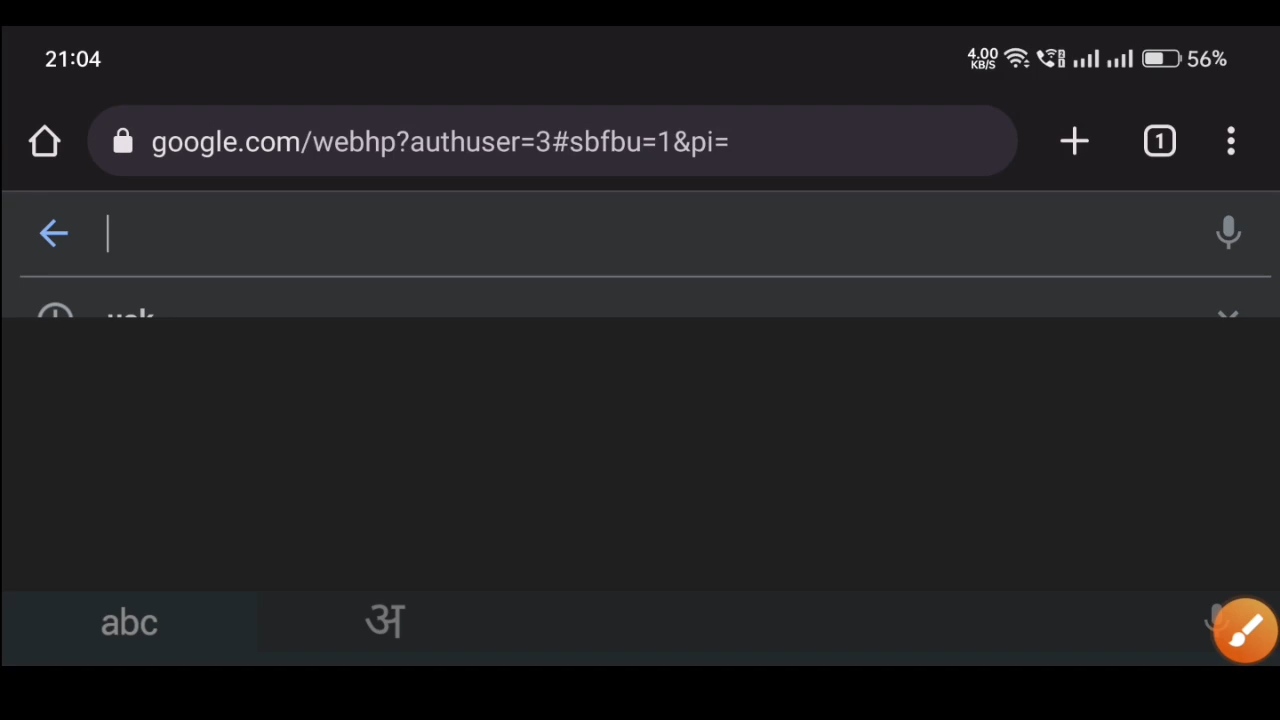 21:04
4.00 KB/S 56%
google.com/webhp?authuser=3#sbfbu=1&pi=
1
abc अ